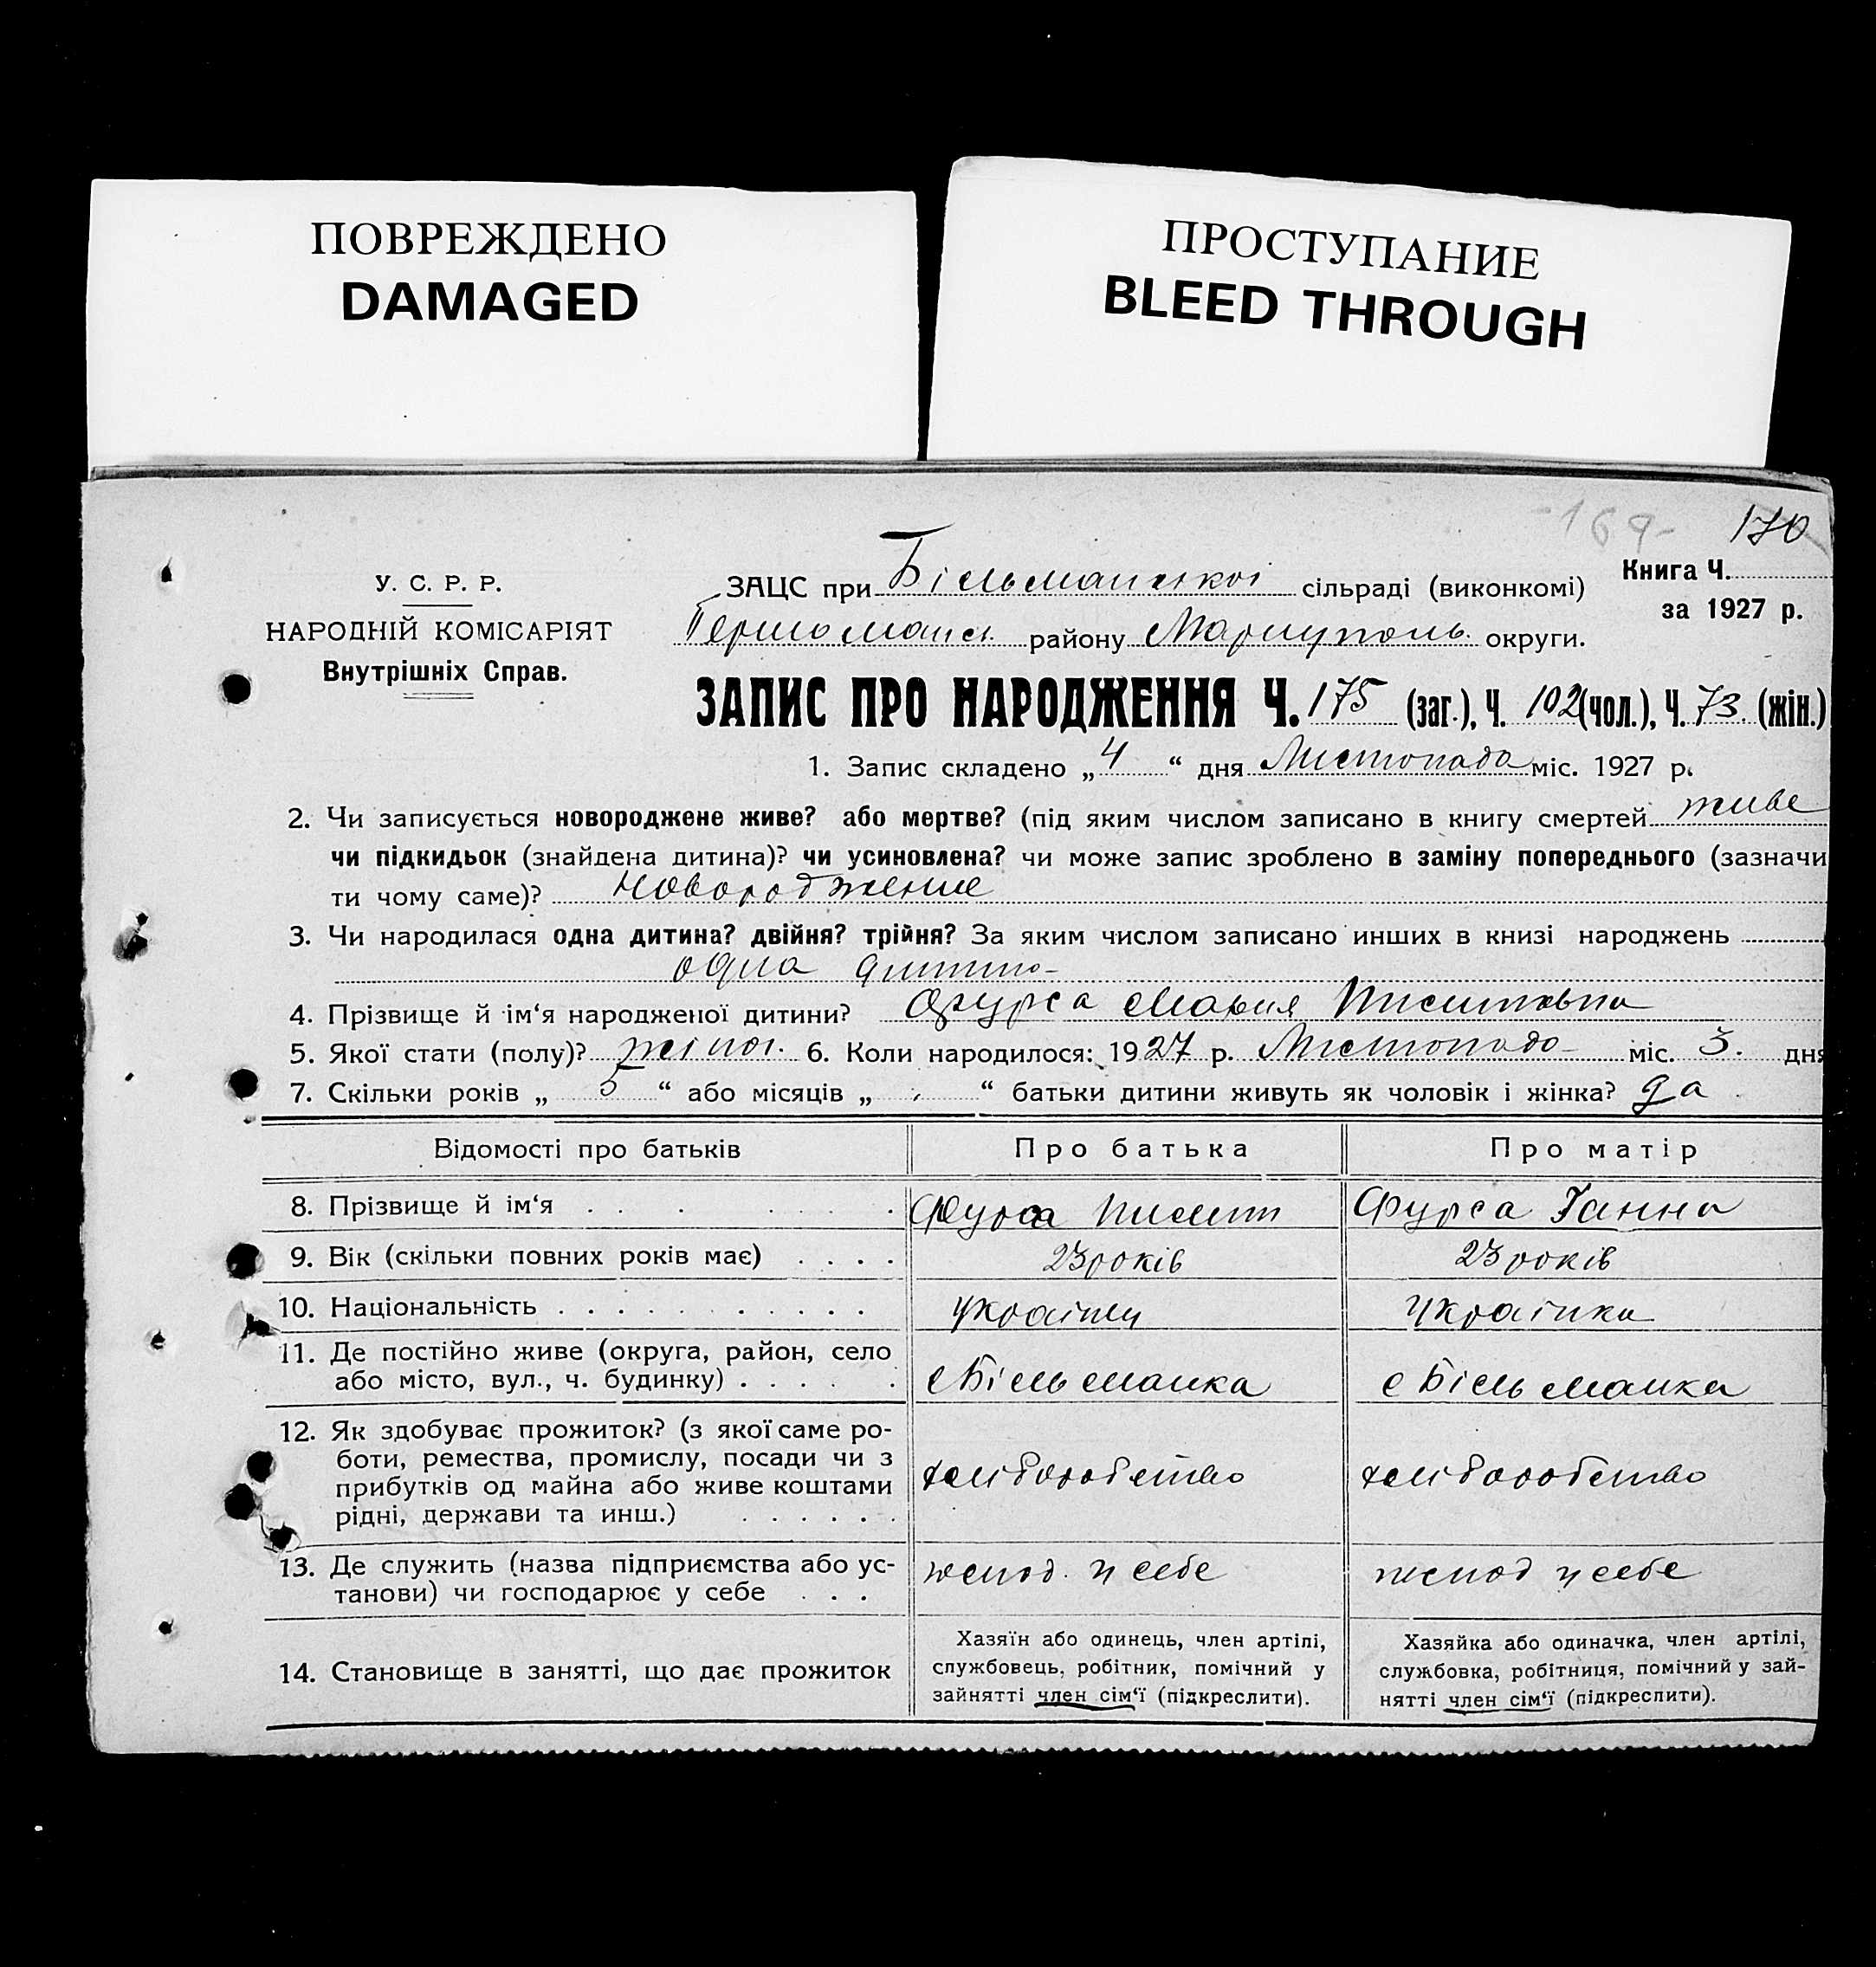 ПОВРЕЖДЕНО
DAMAGED
ПРОСТУПАНИЕ
BLEED THROUGH
-169- 170
У. С. Р. Р.
НАРОДНІЙ КОМІСАРІЯТ
Внутрішніх Справ.
ЗАЦС при Більманскоі сільраді (виконкомі)
Книга Ч.
за 1927 р.
району Маріуполь. округи.
ЗАПИС ПРО НАРОДЖЕННЯ Ч. 175 (заг.), Ч. 102 (чол.), Ч. 73. (жін.)
1. Запис складено „ 4 “ дня Листопада міс. 1927 р.
2. Чи записується новороджене живе? або мертве? (під яким числом записано в книгу смертей живе
чи підкидьок (знайдена дитина)? чи усиновлена? чи може запис зроблено в заміну попереднього (зазначи
ти чому саме)? Новородженне
3. Чи народилася одна дитина? двійня? трійня? За яким числом записано инших в книзі народжень
одна дитина
4. Прізвище й ім‘я народженої дитини? Фурса Мария
5. Якої стати (полу)? жіноч. 6. Коли народилося: 1927 р. Листопада міс. 3. дня
7. Скільки років „ 5 “ або місяців „ “ батьки дитини живуть як чоловік і жінка? да
Відомості про батьків
Про батька
Про матір
8. Прізвище й ім‘я
Фурса
Фурса Ганна
9. Вік (скільки повних років має)
23 років
23 років
10. Національність
Украінц
Украінка
11. Де постійно живе (округа, район, село
або місто, вул., ч. будинку)
с Більманка
с Більманка
12. Як здобуває прожиток? (з якої саме ро-
боти, ремества, промислу, посади чи з
прибутків од майна або живе коштами
рідні, держави та инш.)
хліборобство
хліборобство
13. Де служить (назва підприємства або ус-
танови) чи господарює у себе
у себе
у себе
14. Становище в занятті, що дає прожиток
Хазяїн або одинець, член артілі,
службовець, робітник, помічний у
зайнятті член сім‘ї (підкреслити).
Хазяйка або одиначка, член артілі,
службовка, робітниця, помічний у зай-
нятті член сім‘ї (підкреслити).